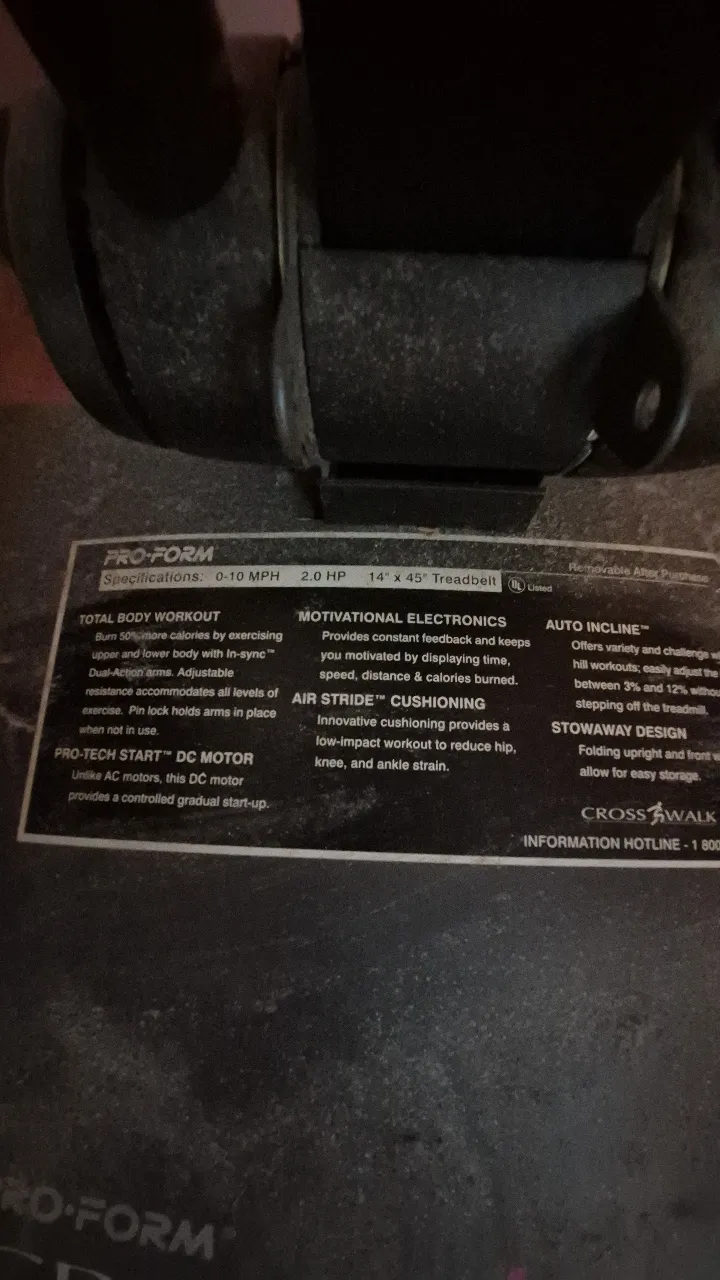 PRO-FORM
Specifications: 0-10 MPH 2.0 HP 14" x 45" Treadbelt
UL Listed
Removable After Purchase
TOTAL BODY WORKOUT
Burn 50% more calories by exercising
upper and lower body with In-sync™
Dual-Action arms. Adjustable
resistance accommodates all levels of
exercise. Pin lock holds arms in place
when not in use.
PRO-TECH START™ DC MOTOR
Unlike AC motors, this DC motor
provides a controlled gradual start-up.
MOTIVATIONAL ELECTRONICS
Provides constant feedback and keeps
you motivated by displaying time,
speed, distance & calories burned.
AIR STRIDE™ CUSHIONING
Innovative cushioning provides a
low-impact workout to reduce hip,
knee, and ankle strain.
AUTO INCLINE™
Offers variety and challenge
hill workouts; easily adjust the
between 3% and 12%
stepping off the treadmill.
STOWAWAY DESIGN
Folding upright and front
allow for easy storage.
CROSS WALK
INFORMATION HOTLINE - 1 800
RO-FORM